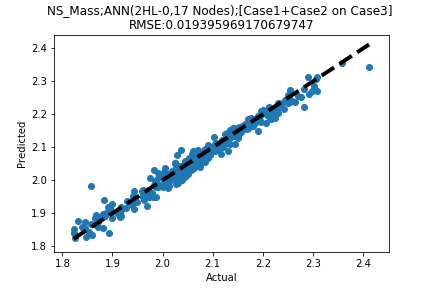 NS_Mass;ANN(2HL-0,17 Nodes);[Case1+Case2 on Case3]
RMSE:0.019395969170679747
2.4
2.3
2.2
2.1
2.0
1.9
1.8
Predicted
1.8 1.9 2.0 2.1 2.2 2.3 2.4
Actual